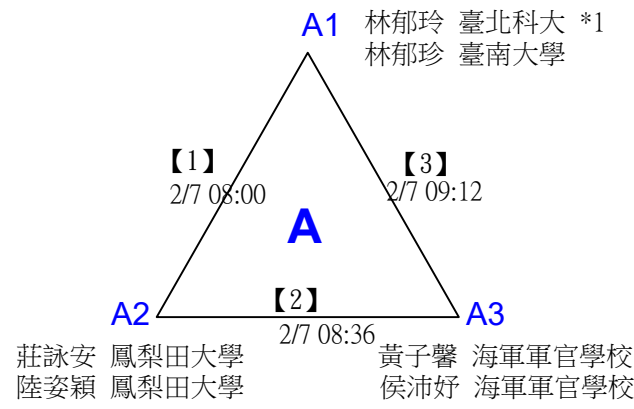 A1
林郁玲 臺北科大 *1
林郁珍 臺南大學
【1】
2/7 08:00
【3】
2/7 09:12
A
A2
【2】
2/7 08:36
A3
莊詠安 鳳梨田大學
陸姿穎 鳳梨田大學
黃子馨 海軍軍官學校
侯沛妤 海軍軍官學校